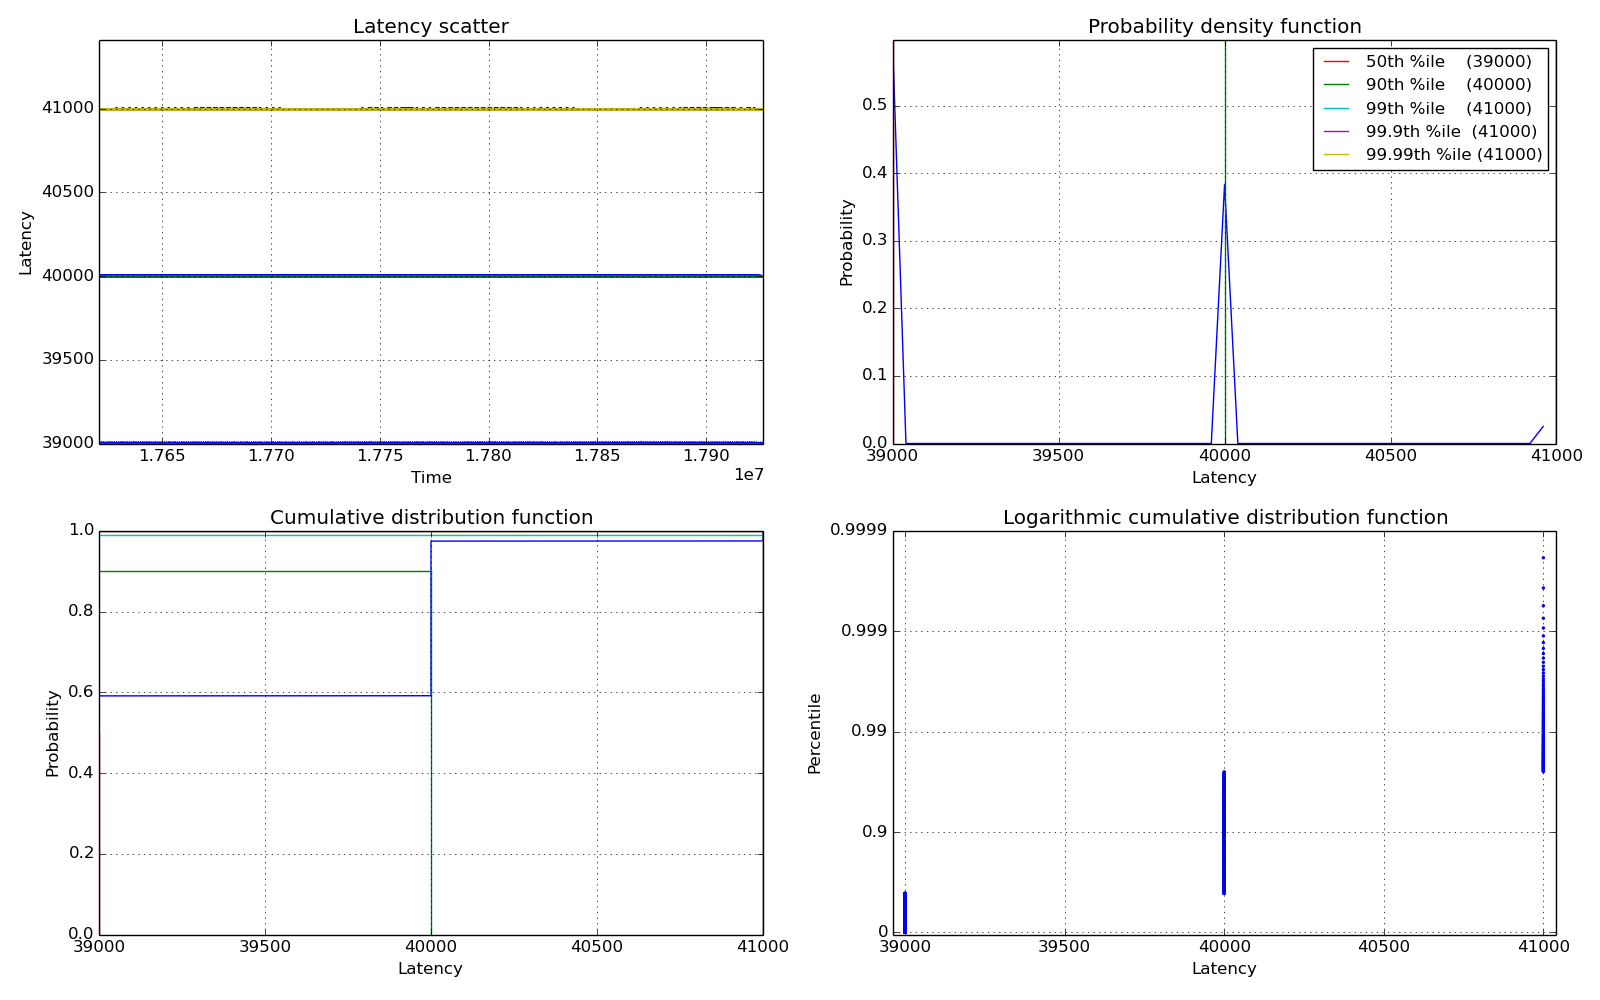 Latency scatter
41000
40500
40000
39500
39000
Latency
1.765 1.770 1.775 1.780 1.785 1.790
1e7
Time
Probability density function
50th %ile (39000)
90th %ile (40000)
99th %ile (41000)
99.9th %ile (41000)
99.99th %ile (41000)
0.5
0.4
0.3
0.2
0.1
0.0
Probability
39000 39500 40000 40500 41000
Latency
Cumulative distribution function
1.0
0.8
0.6
0.4
0.2
0.0
Probability
39000 39500 40000 40500 41000
Latency
Logarithmic cumulative distribution function
0.9999
0.999
0.99
0.9
0
Percentile
39000 39500 40000 40500 41000
Latency